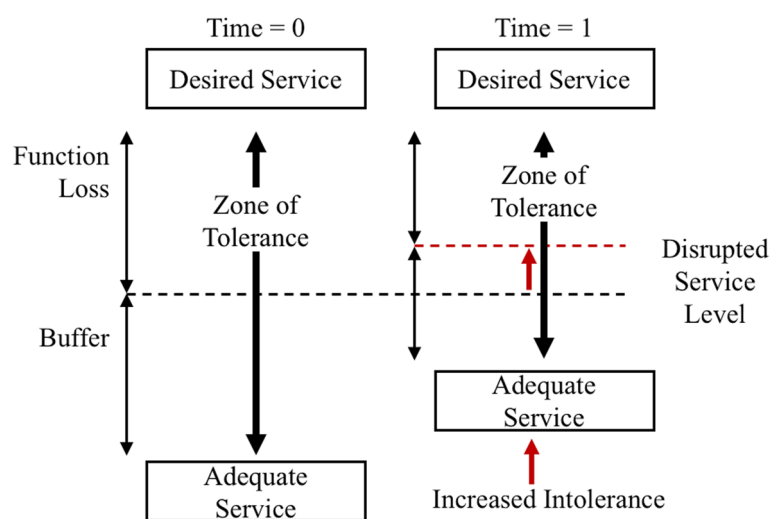 Time = 0
Time = 1
Desired Service
Desired Service
Function
Loss
Zone of
Tolerance
Zone of
Tolerance
Disrupted
Service
Level
Buffer
Adequate
Service
Adequate
Service
Increased Intolerance